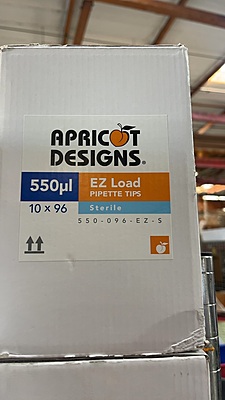 APRICOT
DESIGNS®
550µl
EZ Load
PIPETTE TIPS
10 x 96
Sterile
550-096-EZ-S